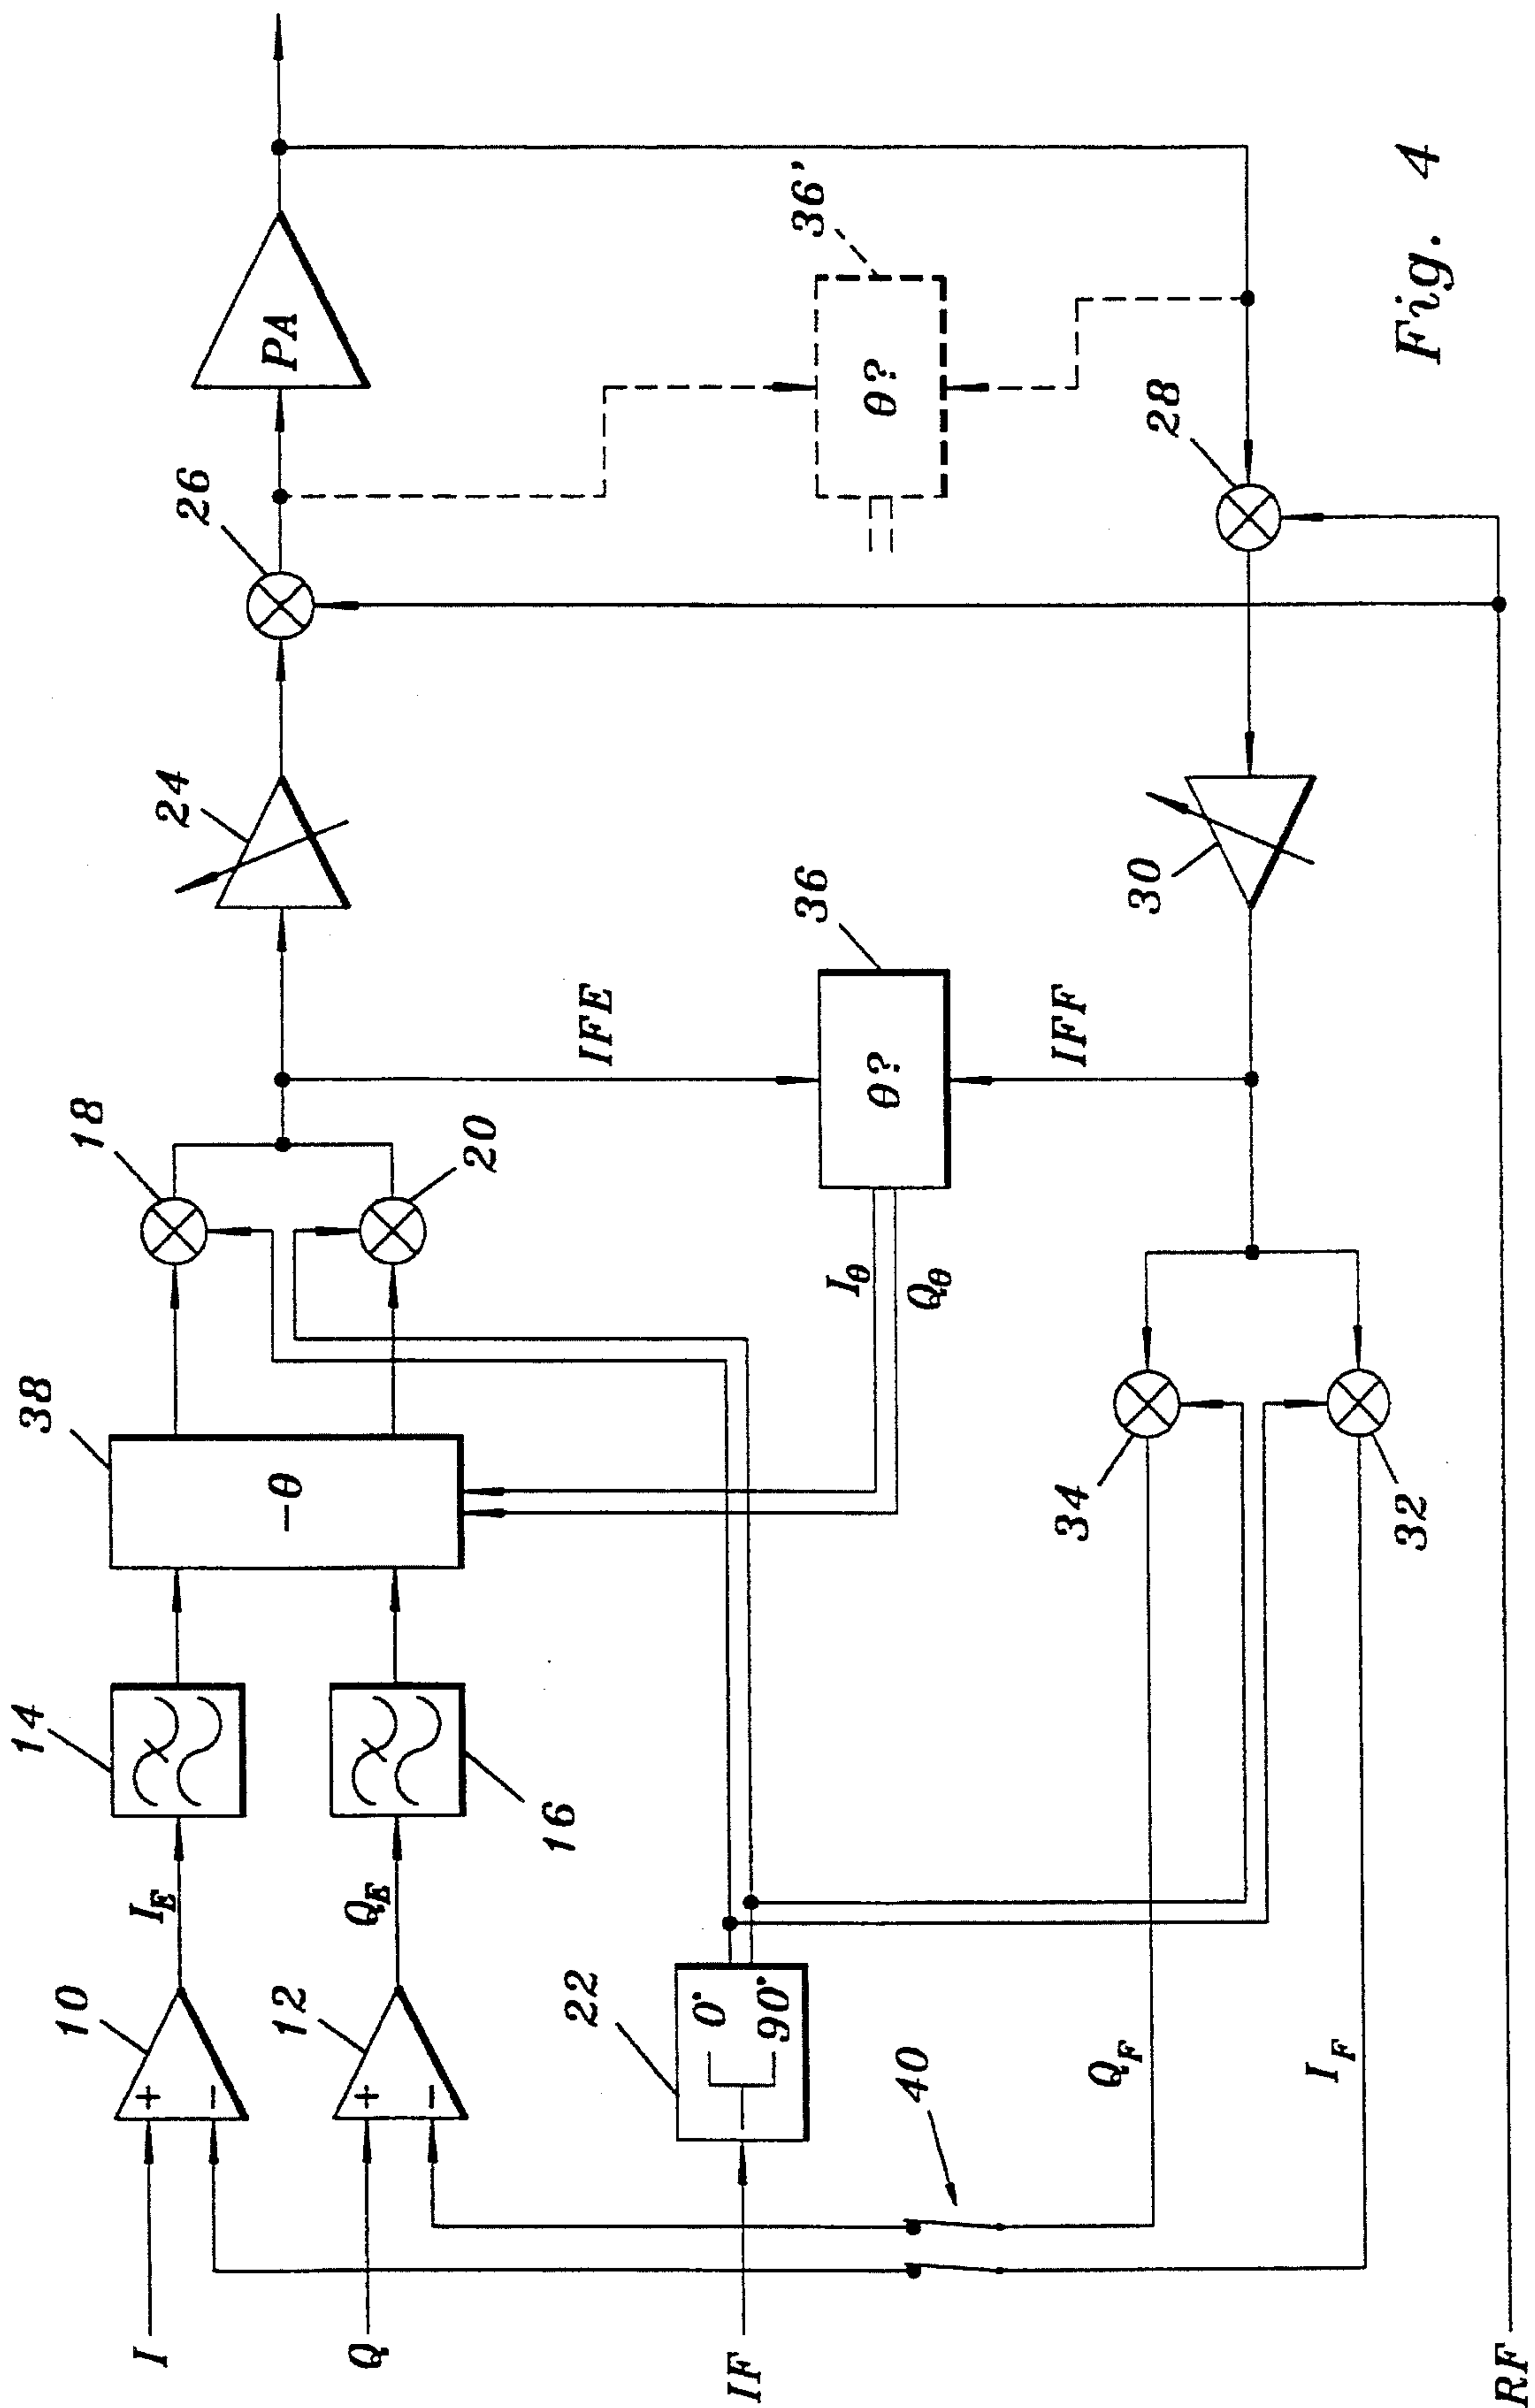 I
Q
IF
RF
10
+
-
12
+
-
I_E
Q_E
14
16
38
-θ
18
20
22
0°
90°
24
26
PA
IFE
36
θ?
IFF
I_θ
Q_θ
36'
θ?
28
30
34
32
40
Q_F
I_F
Fig. 4